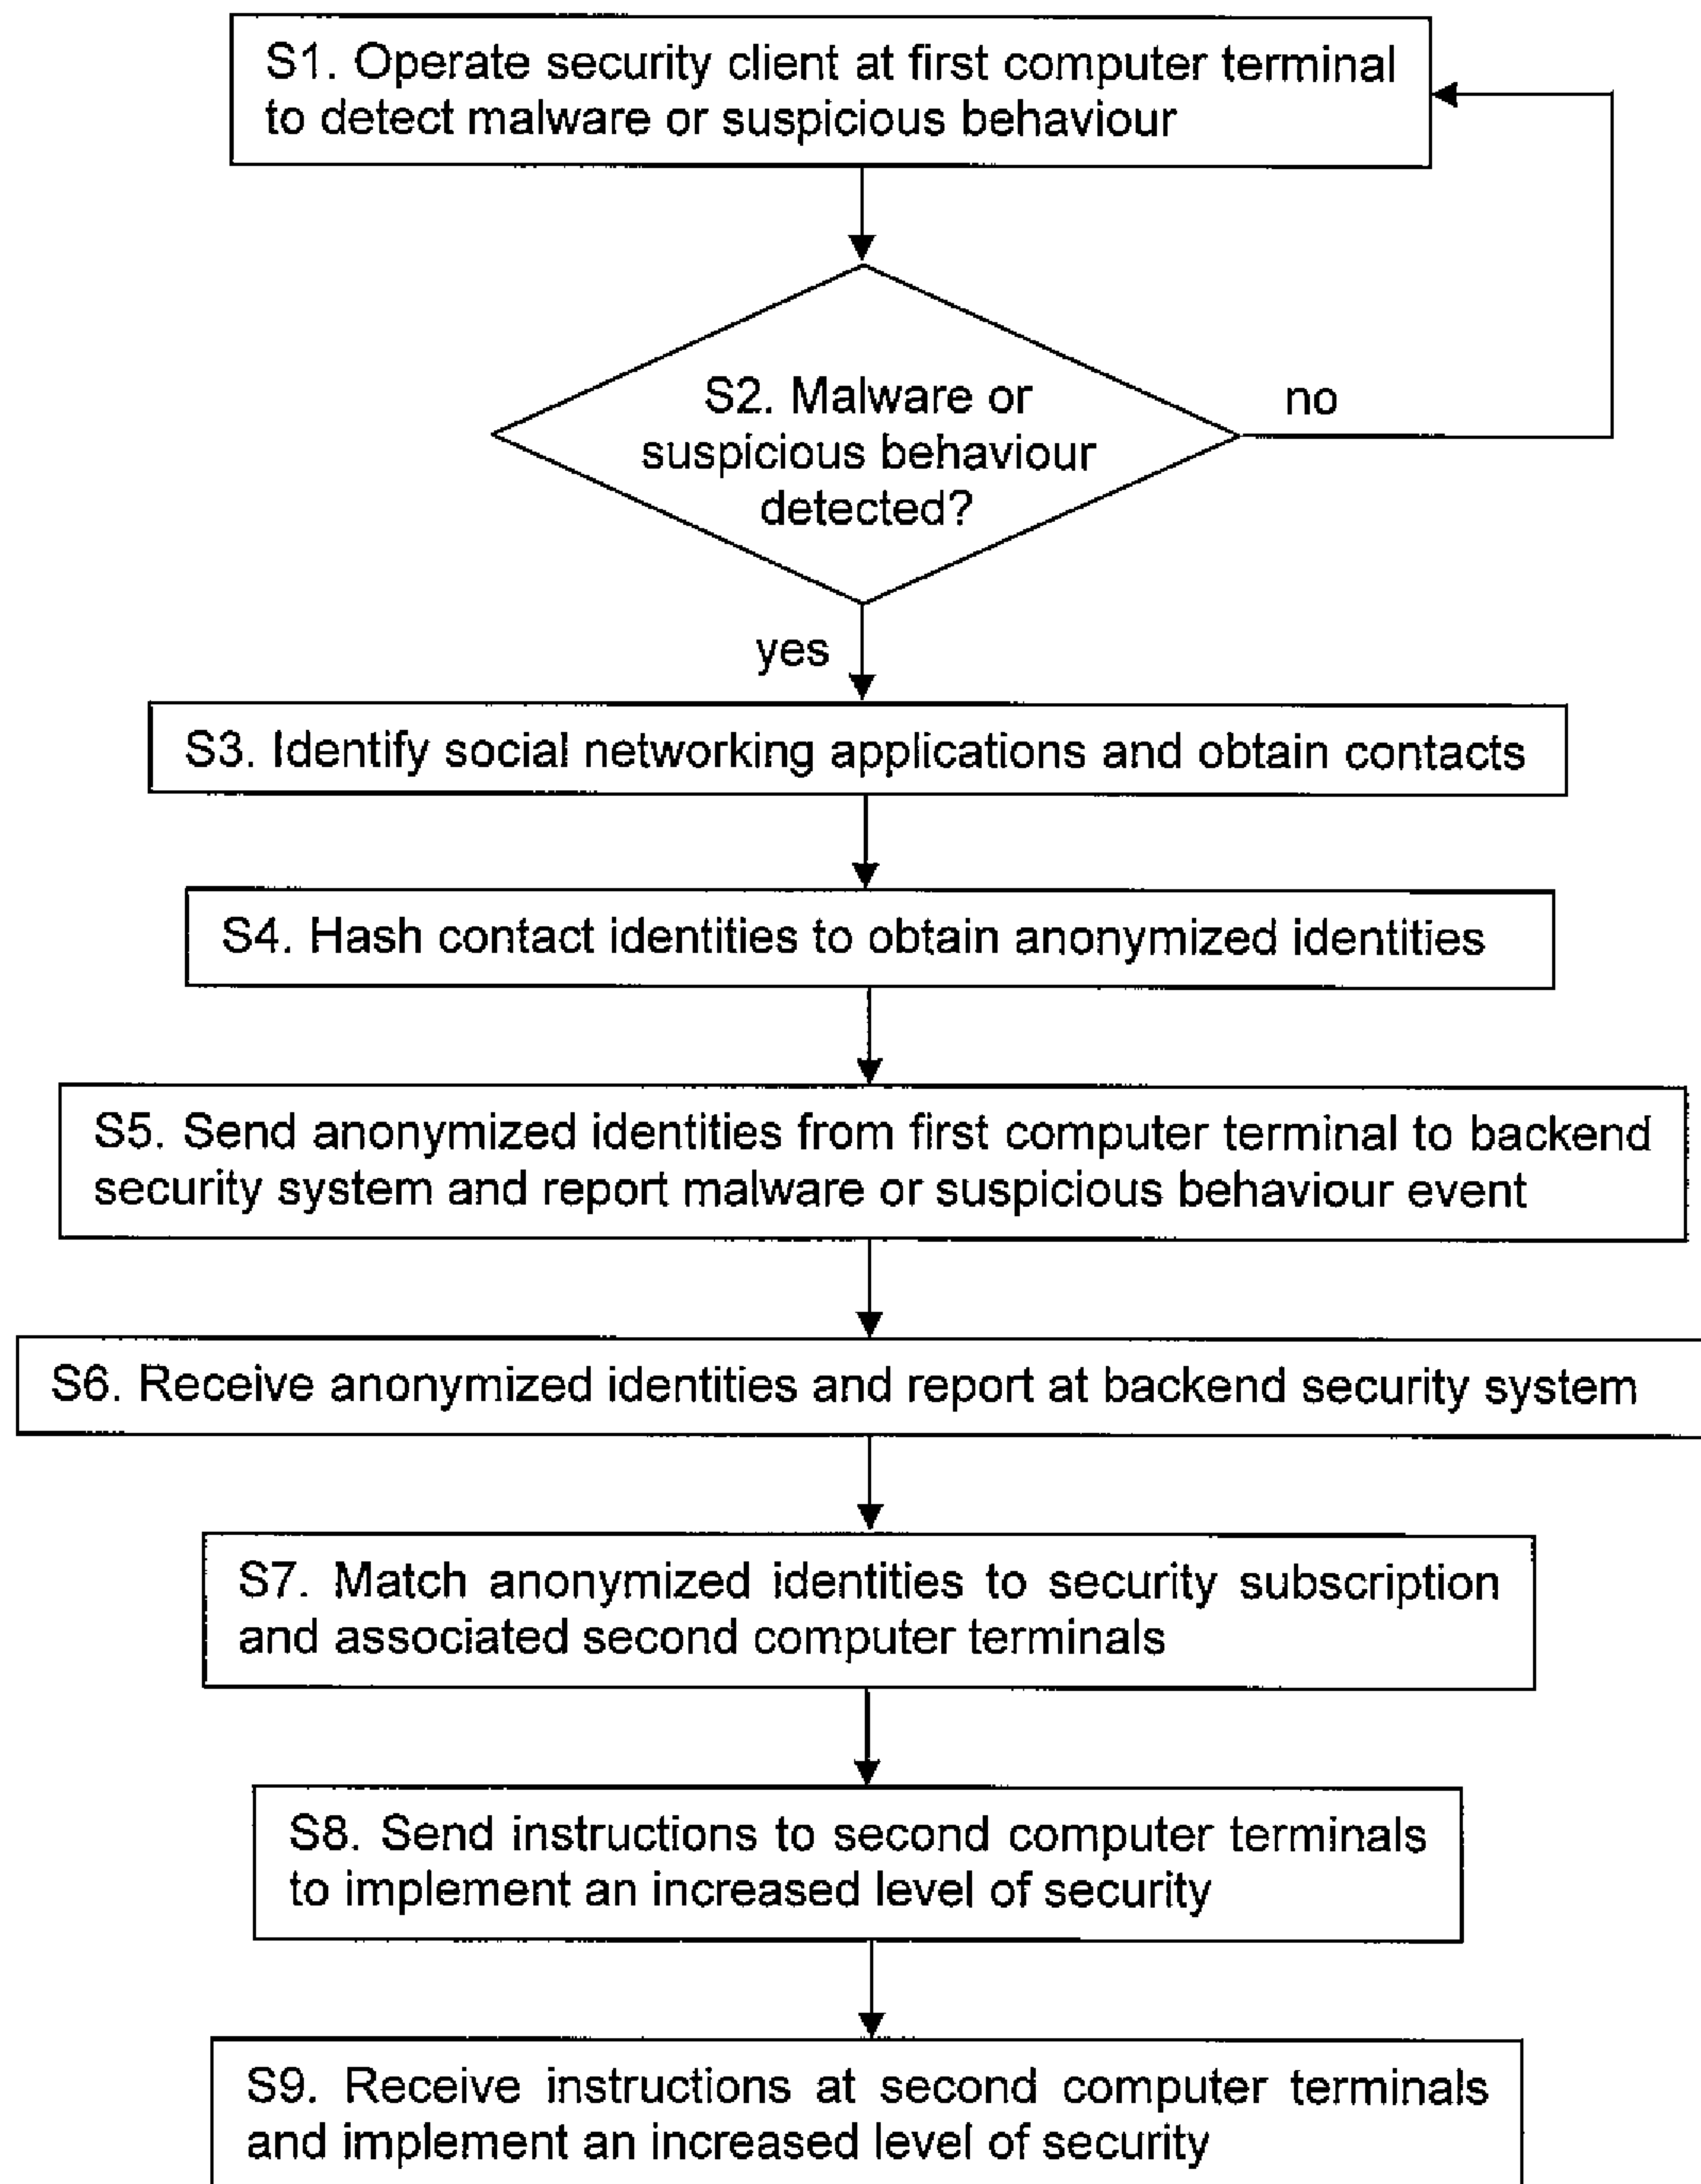 S1. Operate security client at first computer terminal
to detect malware or suspicious behaviour
S2. Malware or
suspicious behaviour
detected?
no
yes
S3. Identify social networking applications and obtain contacts
S4. Hash contact identities to obtain anonymized identities
S5. Send anonymized identities from first computer terminal to backend
security system and report malware or suspicious behaviour event
S6. Receive anonymized identities and report at backend security system
S7. Match anonymized identities to security subscription
and associated second computer terminals
S8. Send instructions to second computer terminals
to implement an increased level of security
S9. Receive instructions at second computer terminals
and implement an increased level of security